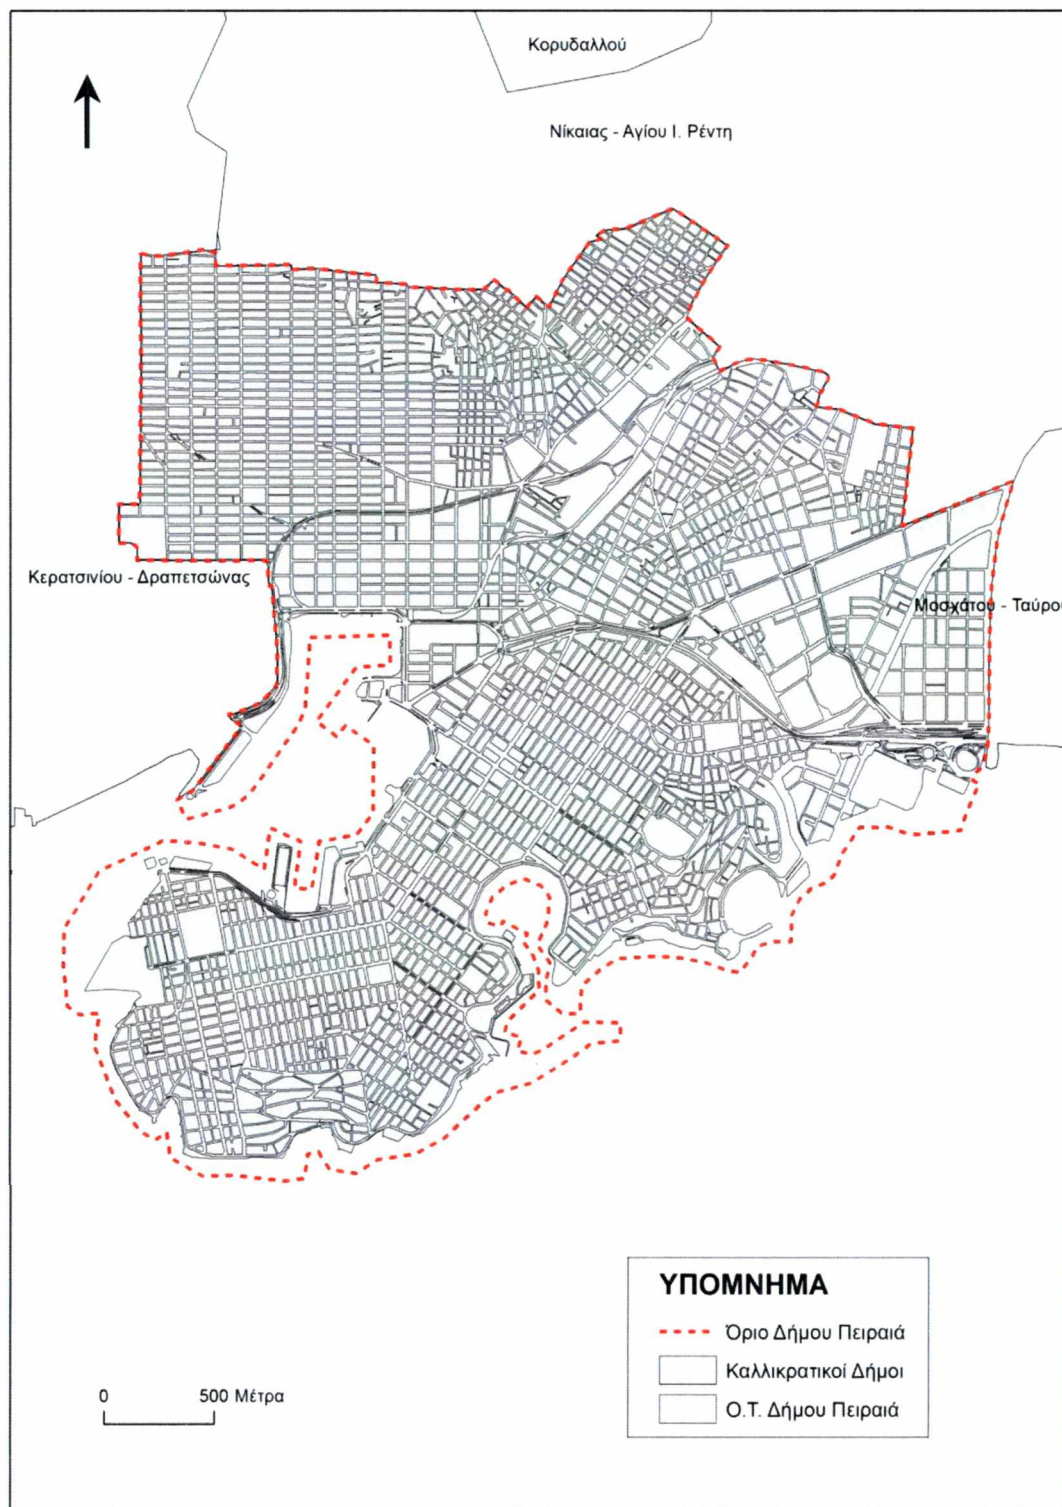 Κορυδαλλού
Νίκαιας - Αγίου Ι. Ρέντη
Κερατσινίου - Δραπετσώνας
Μοσχάτου - Ταύρου
ΥΠΟΜΝΗΜΑ
Όριο Δήμου Πειραιά
Καλλικρατικοί Δήμοι
Ο.Τ. Δήμου Πειραιά
0 500 Μέτρα